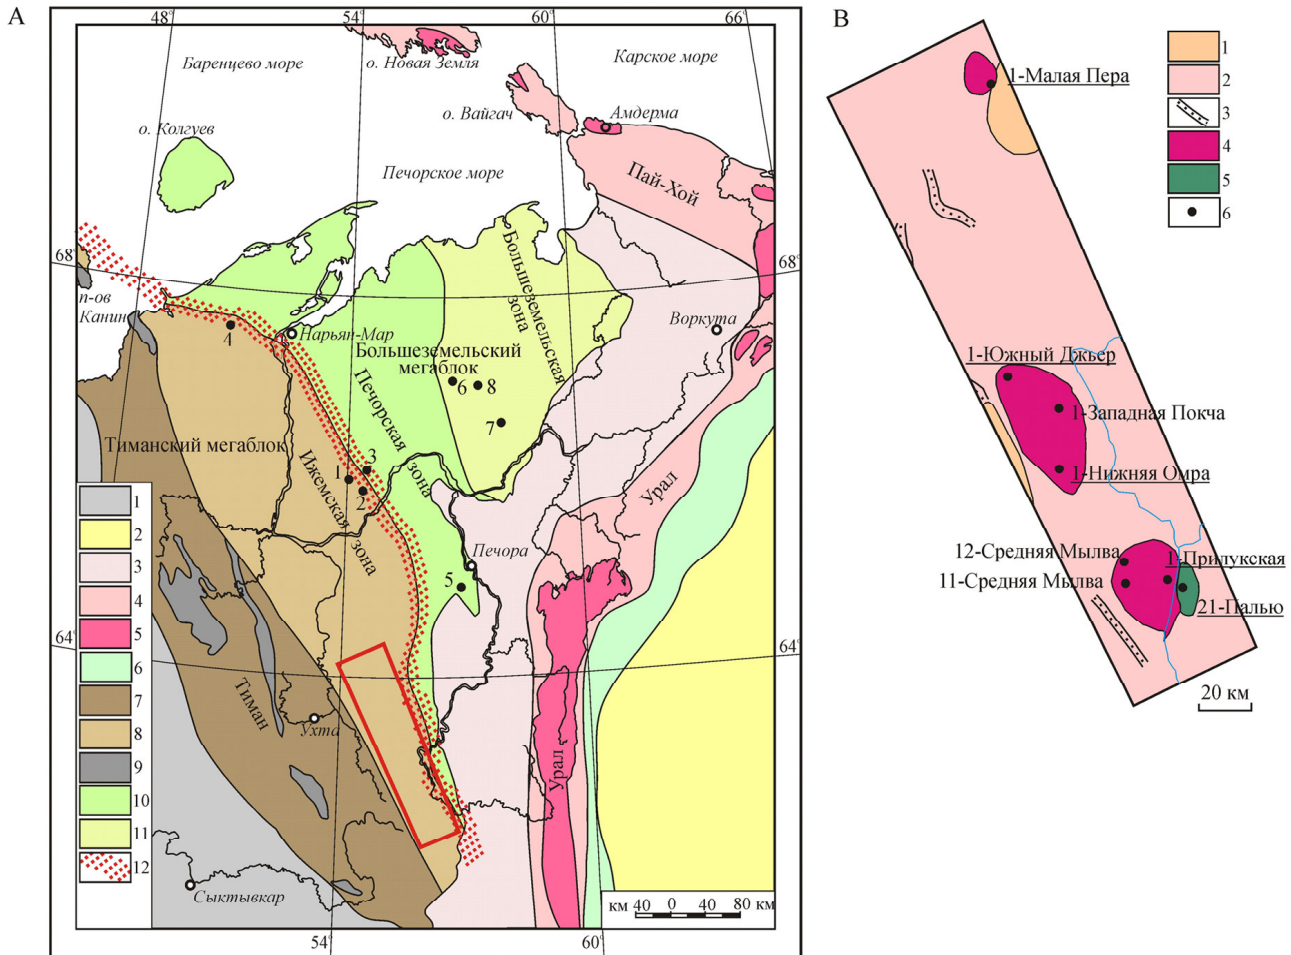 А
48°
54°
60°
66°
Баренцево море
о. Новая Земля
Карское море
о. Вайгач
Амдерма
о. Колгуев
Печорское море
Пай-Хой
68°
68°
п-ов
Канин
Большеземельская
зона
Воркута
4
Нарьян-Мар
Большеземельский
мегаблок
6
8
7
Печорская зона
Тиманский мегаблок
Ижемская зона
1
3
2
Урал
Печора
5
64°
64°
Тиман
Ухта
Урал
Сыктывкар
1
2
3
4
5
6
7
8
9
10
11
12
км 40 0 40 80 км
54°
60°
В
1-Малая Пера
1
2
3
4
5
6
1-Южный Джьер
1-Западная Покча
1-Нижняя Омра
12-Средняя Мылва
1-Прилукская
11-Средняя Мылва
21-Палью
20 км